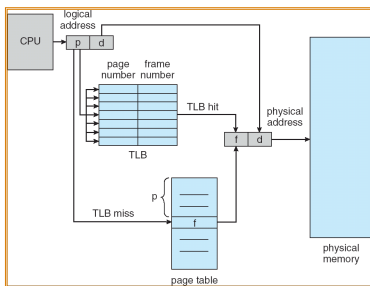 logical
address
CPU
p d
page number
frame number
TLB hit
physical
address
f d
TLB
p
TLB miss
f
physical
memory
page table